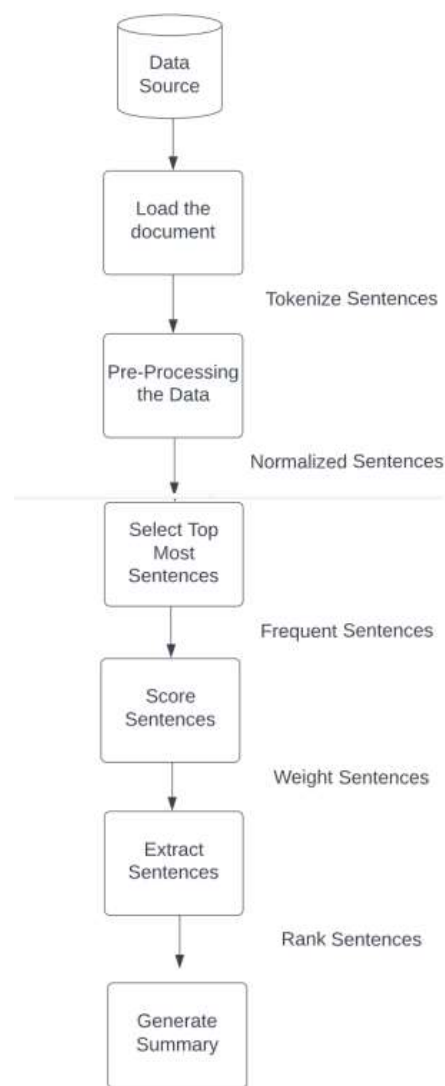 Data
Source
Load the
document
Tokenize Sentences
Pre-Processing
the Data
Normalized Sentences
Select Top
Most
Sentences
Frequent Sentences
Score
Sentences
Weight Sentences
Extract
Sentences
Rank Sentences
Generate
Summary